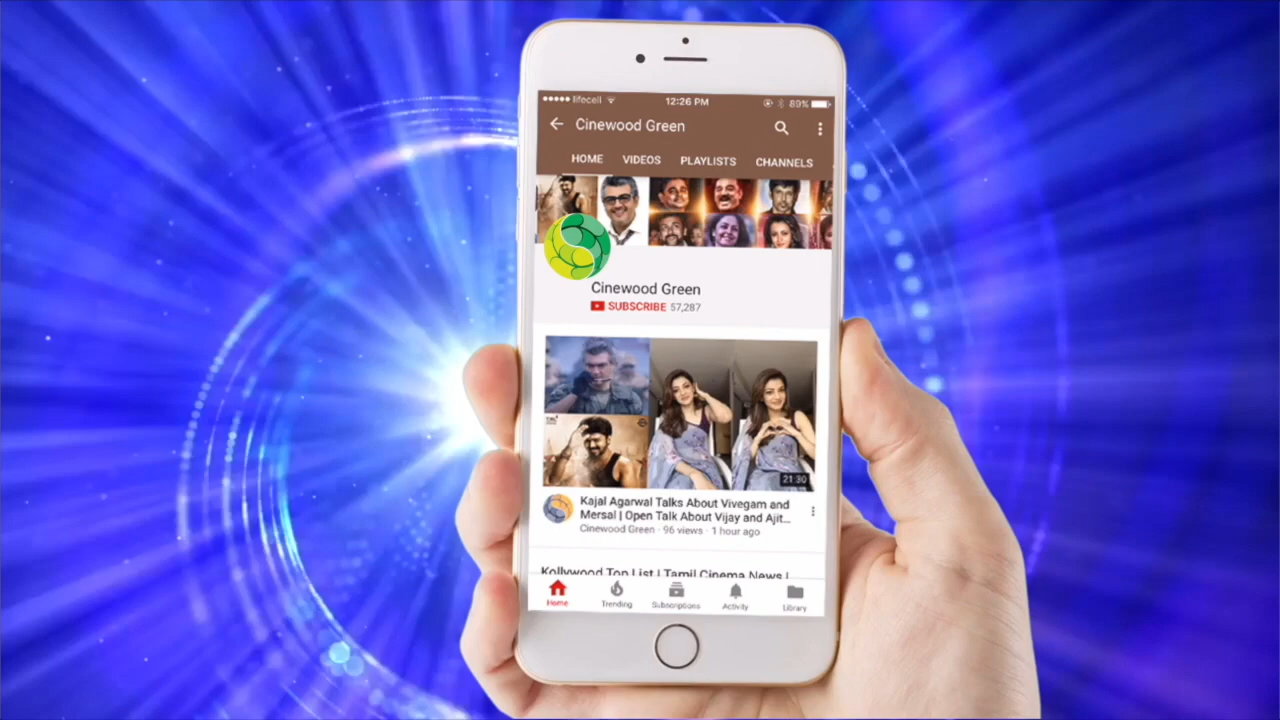 lifecell 12:26 PM 89%
Cinewood Green
HOME VIDEOS PLAYLISTS CHANNELS
Cinewood Green
SUBSCRIBE 57,287
21:30
Kajal Agarwal Talks About Vivegam and
Mersal | Open Talk About Vijay and Ajit...
Cinewood Green · 96 views · 1 hour ago
Kollywood Top List | Tamil Cinema News |
Home Trending Subscriptions Activity Library